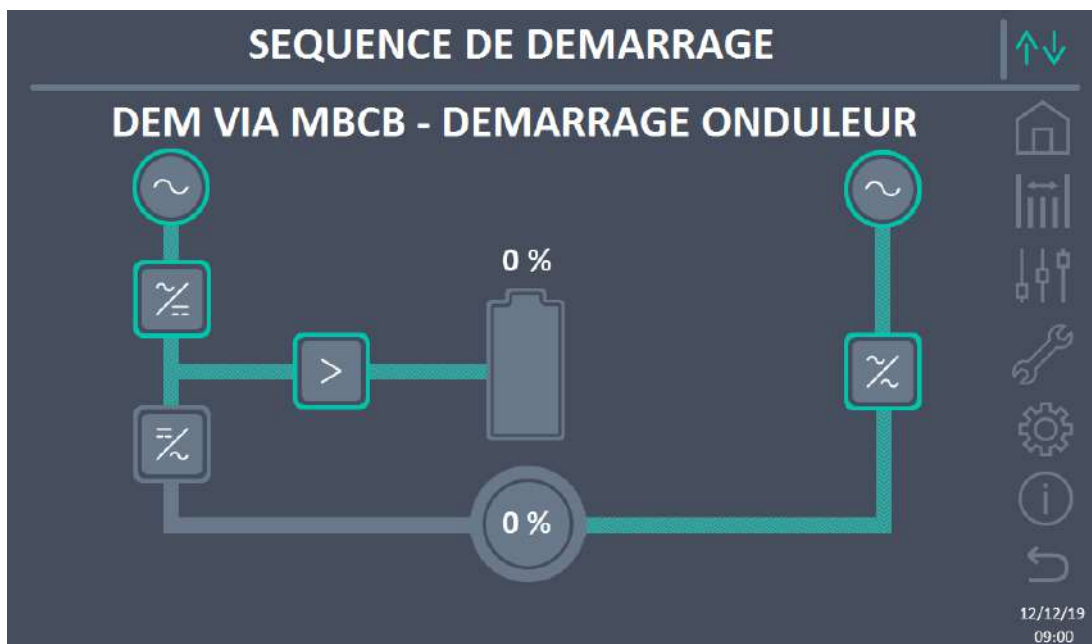 SEQUENCE DE DEMARRAGE
DEM VIA MBCB - DEMARRAGE ONDULEUR
0 %
>
0 %
12/12/19
09:00